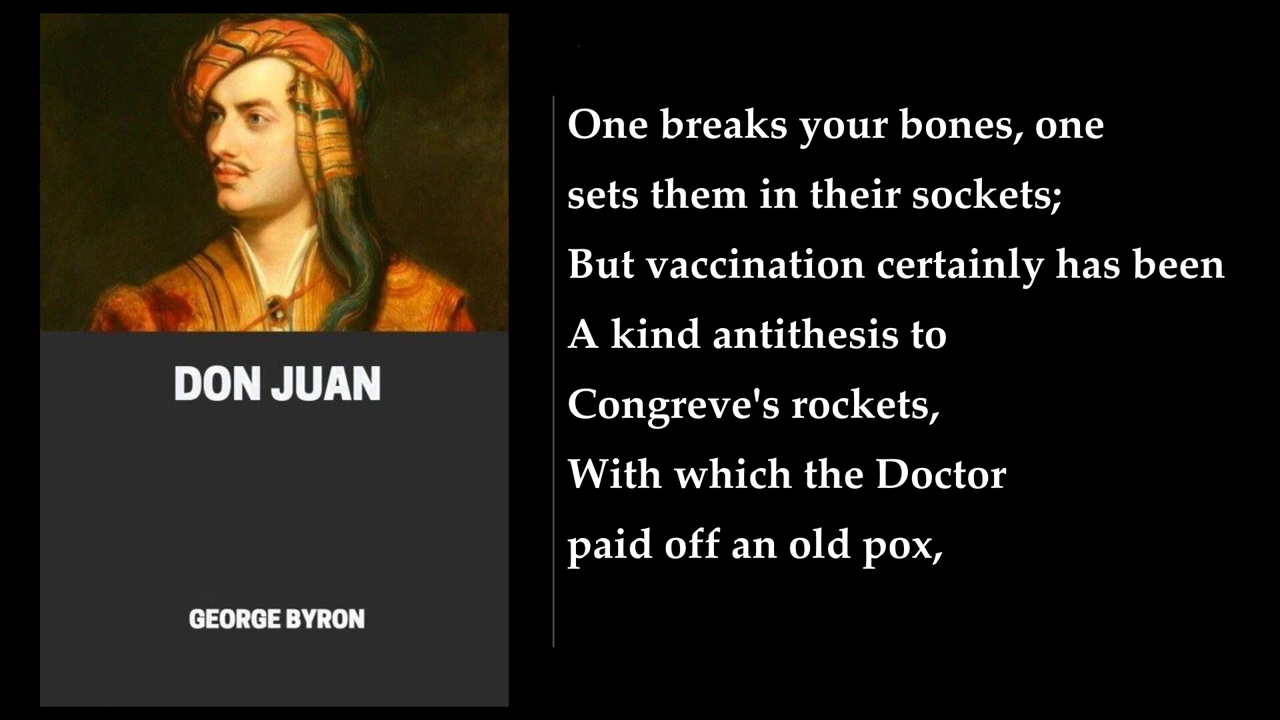 DON JUAN
GEORGE BYRON
One breaks your bones, one
sets them in their sockets;
But vaccination certainly has been
A kind antithesis to
Congreve's rockets,
With which the Doctor
paid off an old pox,